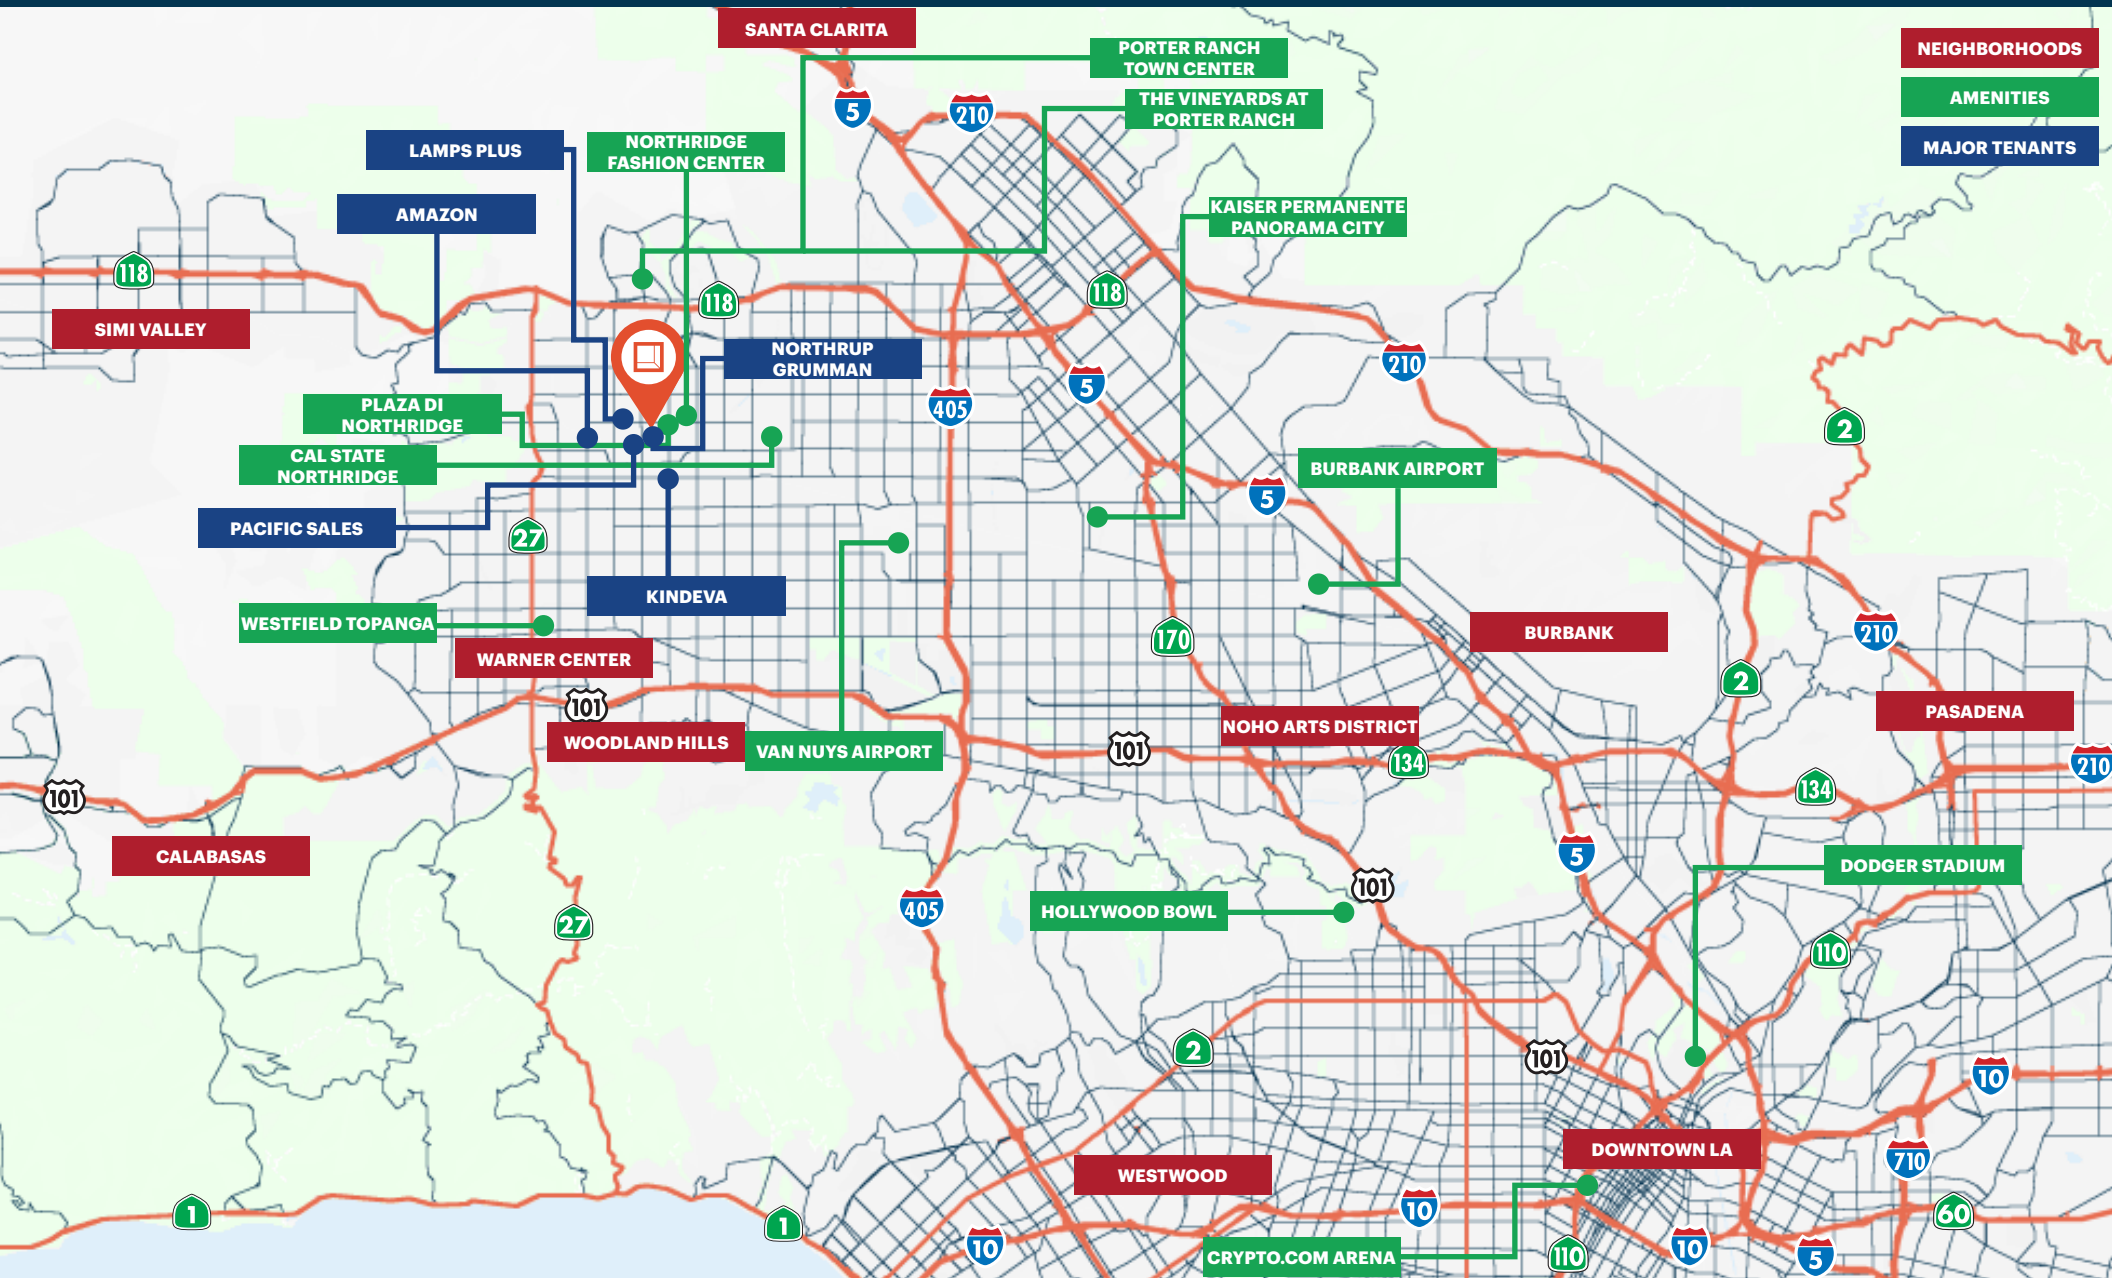 SANTA CLARITA
PORTER RANCH
TOWN CENTER
NEIGHBORHOODS
5
210
THE VINEYARDS AT
PORTER RANCH
AMENITIES
LAMPS PLUS
NORTHRIDGE
FASHION CENTER
MAJOR TENANTS
AMAZON
KAISER PERMANENTE
PANORAMA CITY
118
118
118
SIMI VALLEY
NORTHRUP
GRUMMAN
210
5
405
PLAZA DI
NORTHRIDGE
2
CAL STATE
NORTHRIDGE
BURBANK AIRPORT
5
PACIFIC SALES
27
KINDEVA
WESTFIELD TOPANGA
170
BURBANK
210
WARNER CENTER
2
101
PASADENA
NOHO ARTS DISTRICT
WOODLAND HILLS
VAN NUYS AIRPORT
101
134
210
101
134
CALABASAS
5
DODGER STADIUM
101
405
HOLLYWOOD BOWL
27
110
2
101
10
DOWNTOWN LA
710
WESTWOOD
1
10
60
1
10
CRYPTO.COM ARENA
110
10
5